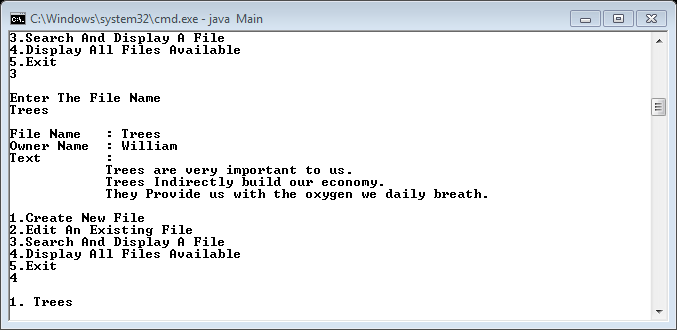 C:\Windows\system32\cmd.exe - java  Main
3.Search And Display A File
4.Display All Files Available
5.Exit
3
Enter The File Name
Trees
File Name   : Trees
Owner Name  : William
Text        :
Trees are very important to us.
Trees Indirectly build our economy.
They Provide us with the oxygen we daily breath.
1.Create New File
2.Edit An Existing File
3.Search And Display A File
4.Display All Files Available
5.Exit
4
1. Trees